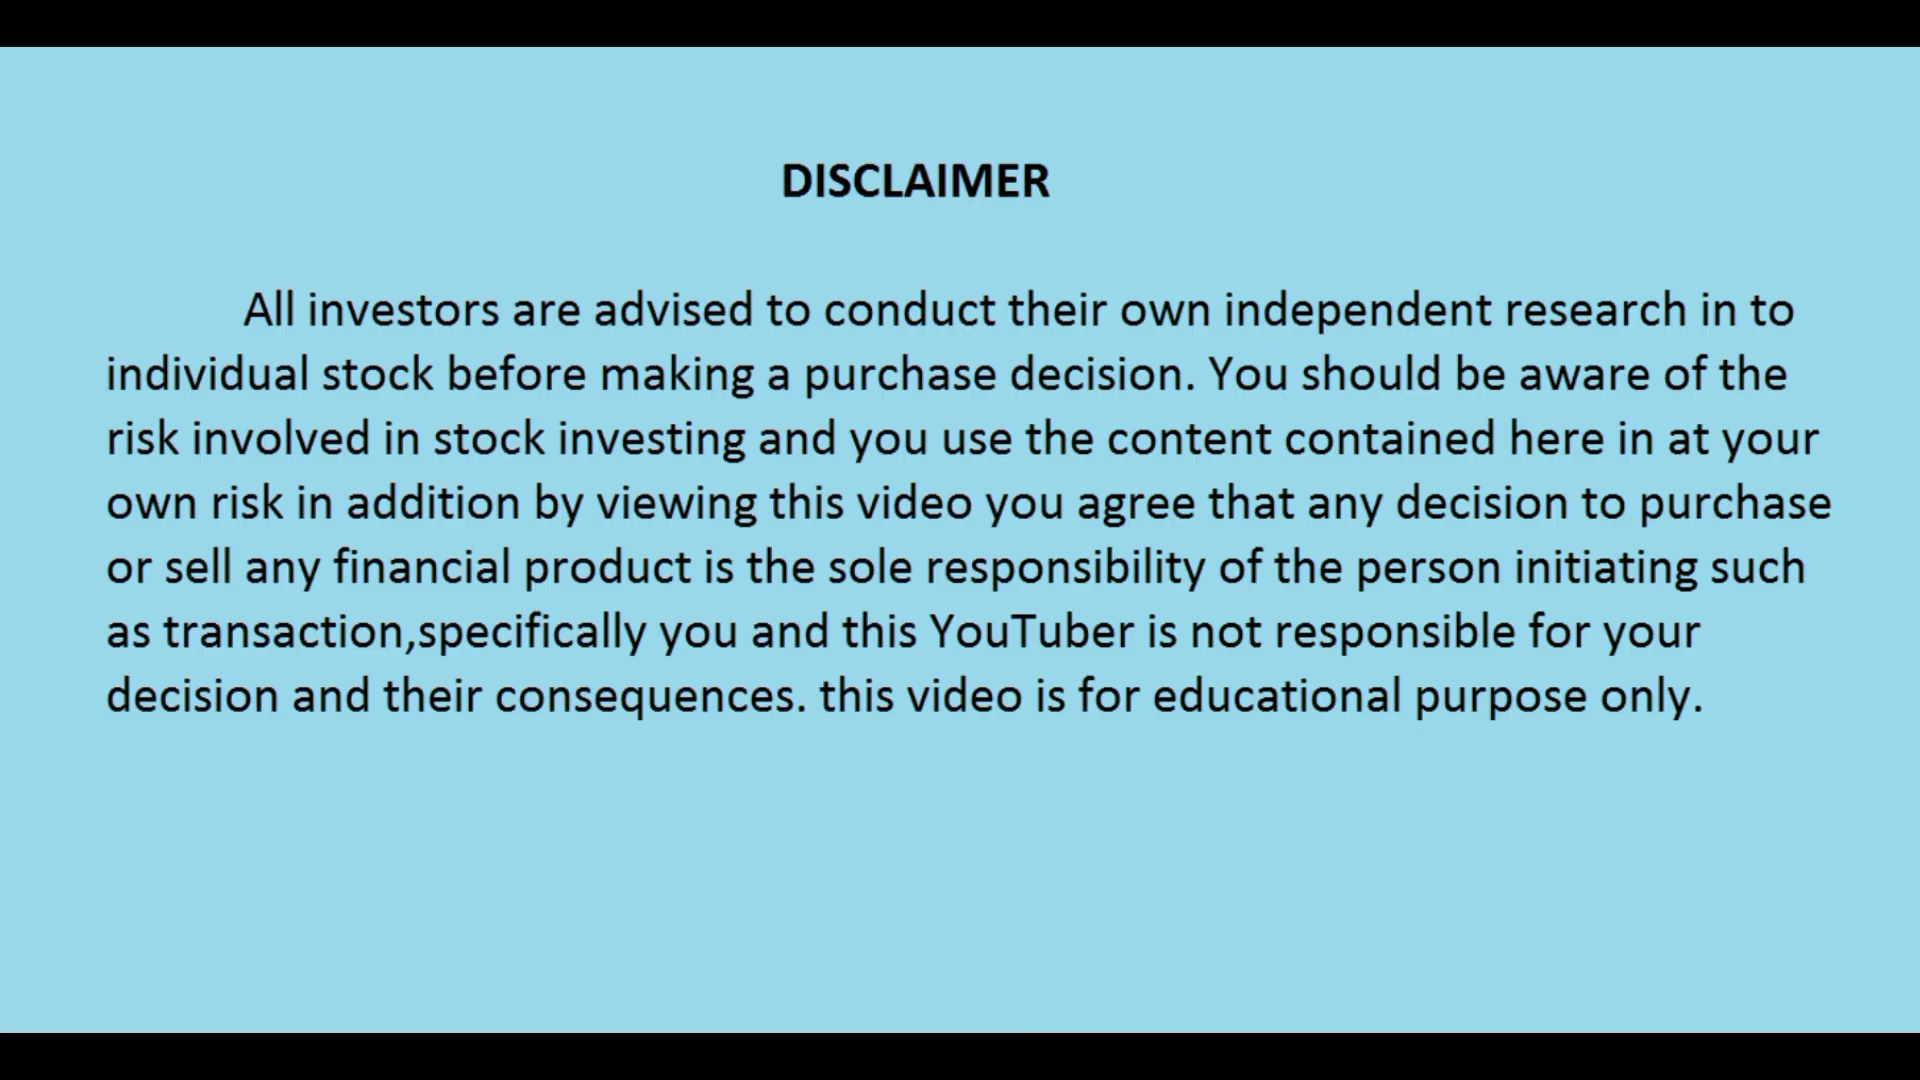 DISCLAIMER
All investors are advised to conduct their own independent research in to
individual stock before making a purchase decision. You should be aware of the
risk involved in stock investing and you use the content contained here in at your
own risk in addition by viewing this video you agree that any decision to purchase
or sell any financial product is the sole responsibility of the person initiating such
as transaction,specifically you and this YouTuber is not responsible for your
decision and their consequences. this video is for educational purpose only.